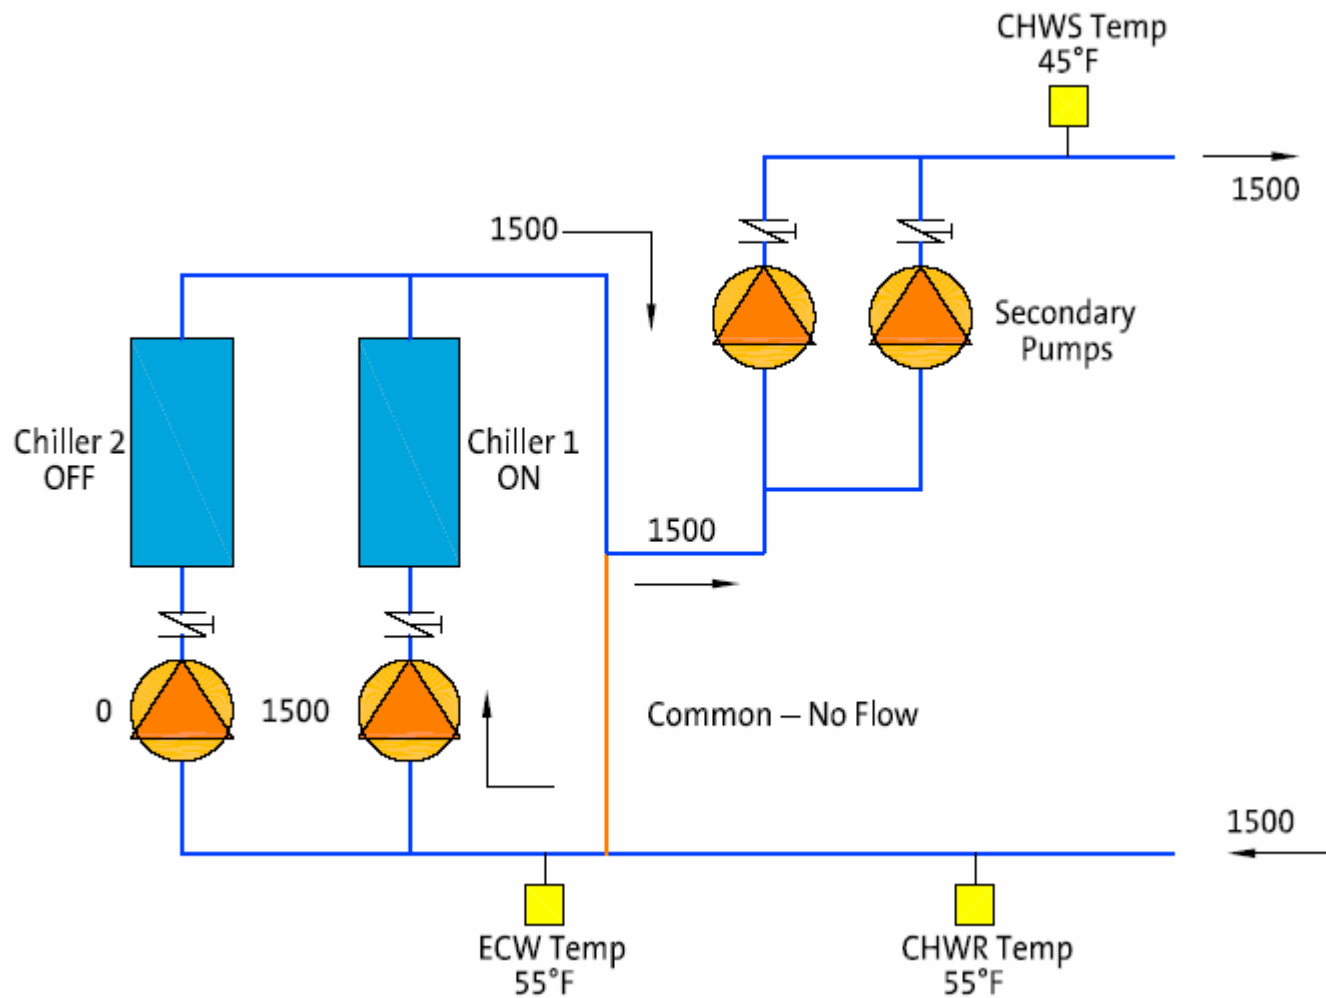 CHWS Temp
45°F
1500
1500
Secondary
Pumps
Chiller 2
OFF
Chiller 1
ON
1500
0
1500
Common – No Flow
1500
ECW Temp
55°F
CHWR Temp
55°F